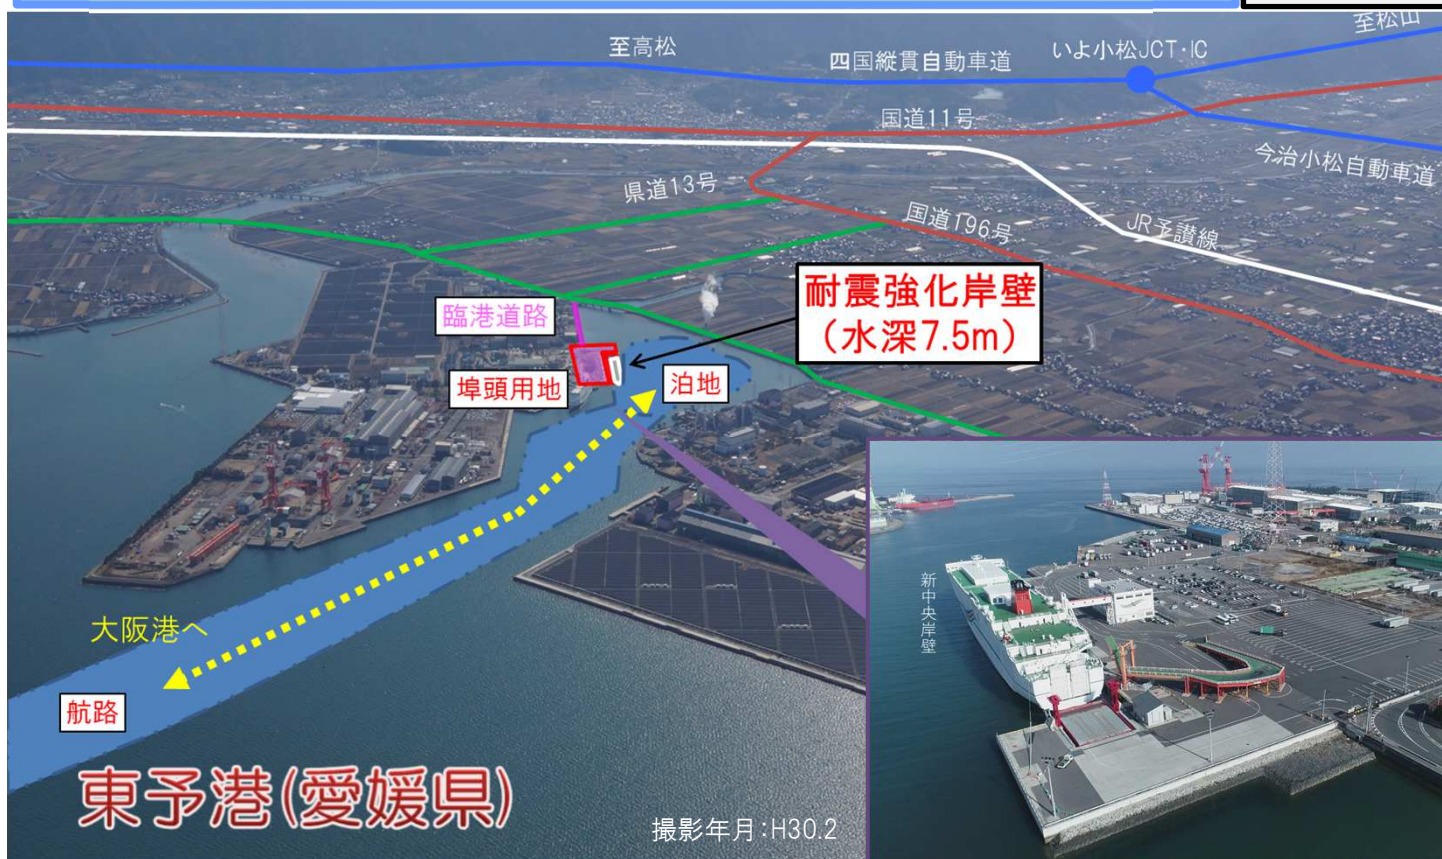 至高松
四国縦貫自動車道
いよ小松JCT・IC
至松山
国道11号
今治小松自動車道
県道13号
国道196号
JR予讃線
耐震強化岸壁
(水深7.5m)
臨港道路
埠頭用地
泊地
新中央岸壁
大阪港へ
航路
東予港(愛媛県)
撮影年月:H30.2